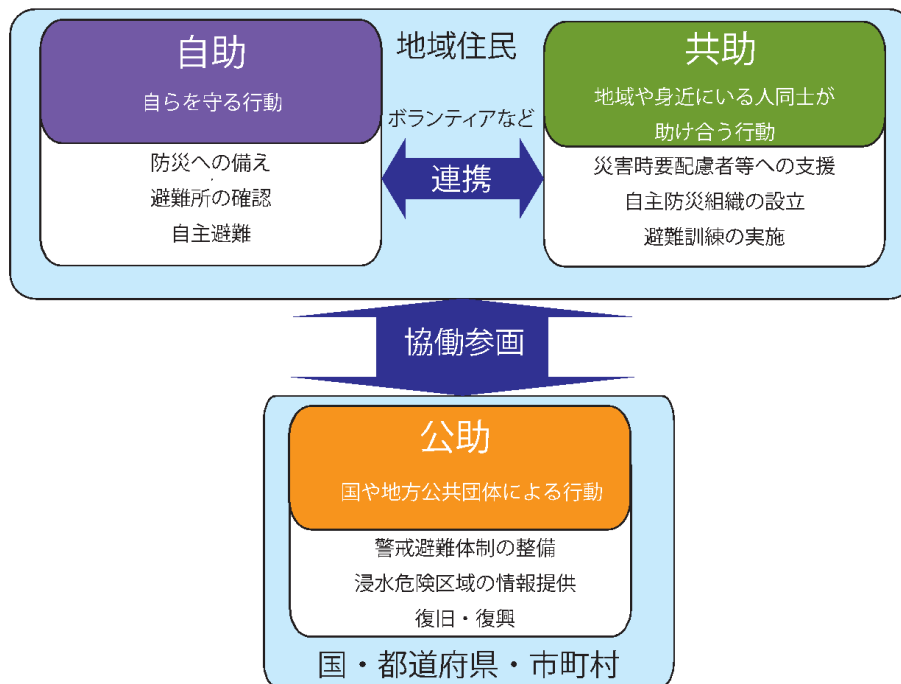 地域住民
自助
自らを守る行動
防災への備え
避難所の確認
自主避難
ボランティアなど
連携
共助
地域や身近にいる人同士が
助け合う行動
災害時要配慮者等への支援
自主防災組織の設立
避難訓練の実施
協働参画
公助
国や地方公共団体による行動
警戒避難体制の整備
浸水危険区域の情報提供
復旧・復興
国・都道府県・市町村